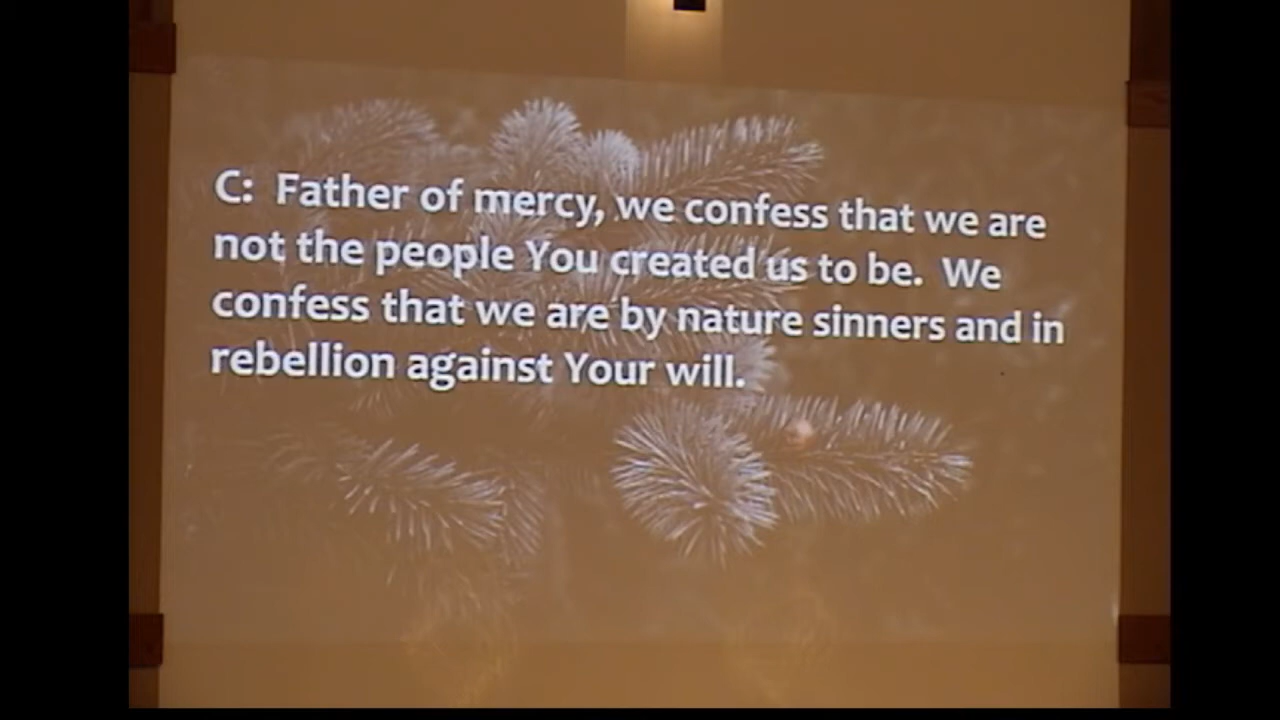 C:  Father of mercy, we confess that we are
not the people You created us to be.  We
confess that we are by nature sinners and in
rebellion against Your will.